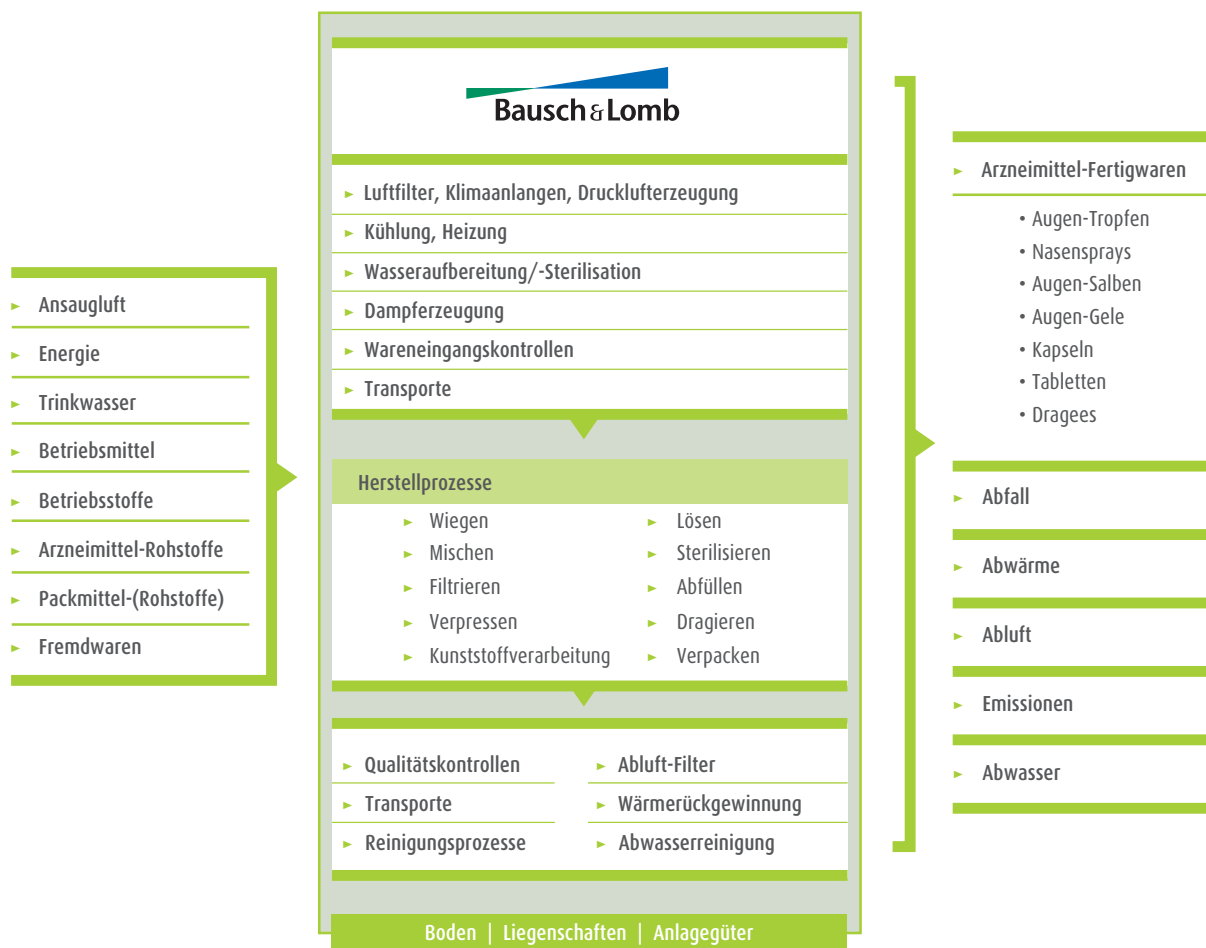 Ansaugluft
Energie
Trinkwasser
Betriebsmittel
Betriebsstoffe
Arzneimittel-Rohstoffe
Packmittel-(Rohstoffe)
Fremdwaren
Bausch & Lomb
Luftfilter, Klimaanlangen, Drucklufterzeugung
Kühlung, Heizung
Wasseraufbereitung/-Sterilisation
Dampferzeugung
Wareneingangskontrollen
Transporte
Herstellprozesse
Wiegen
Mischen
Filtrieren
Verpressen
Kunststoffverarbeitung
Lösen
Sterilisieren
Abfüllen
Dragieren
Verpacken
Qualitätskontrollen
Transporte
Reinigungsprozesse
Abluft-Filter
Wärmerückgewinnung
Abwasserreinigung
Boden | Liegenschaften | Anlagegüter
Arzneimittel-Fertigwaren
• Augen-Tropfen
• Nasensprays
• Augen-Salben
• Augen-Gele
• Kapseln
• Tabletten
• Dragees
Abfall
Abwärme
Abluft
Emissionen
Abwasser